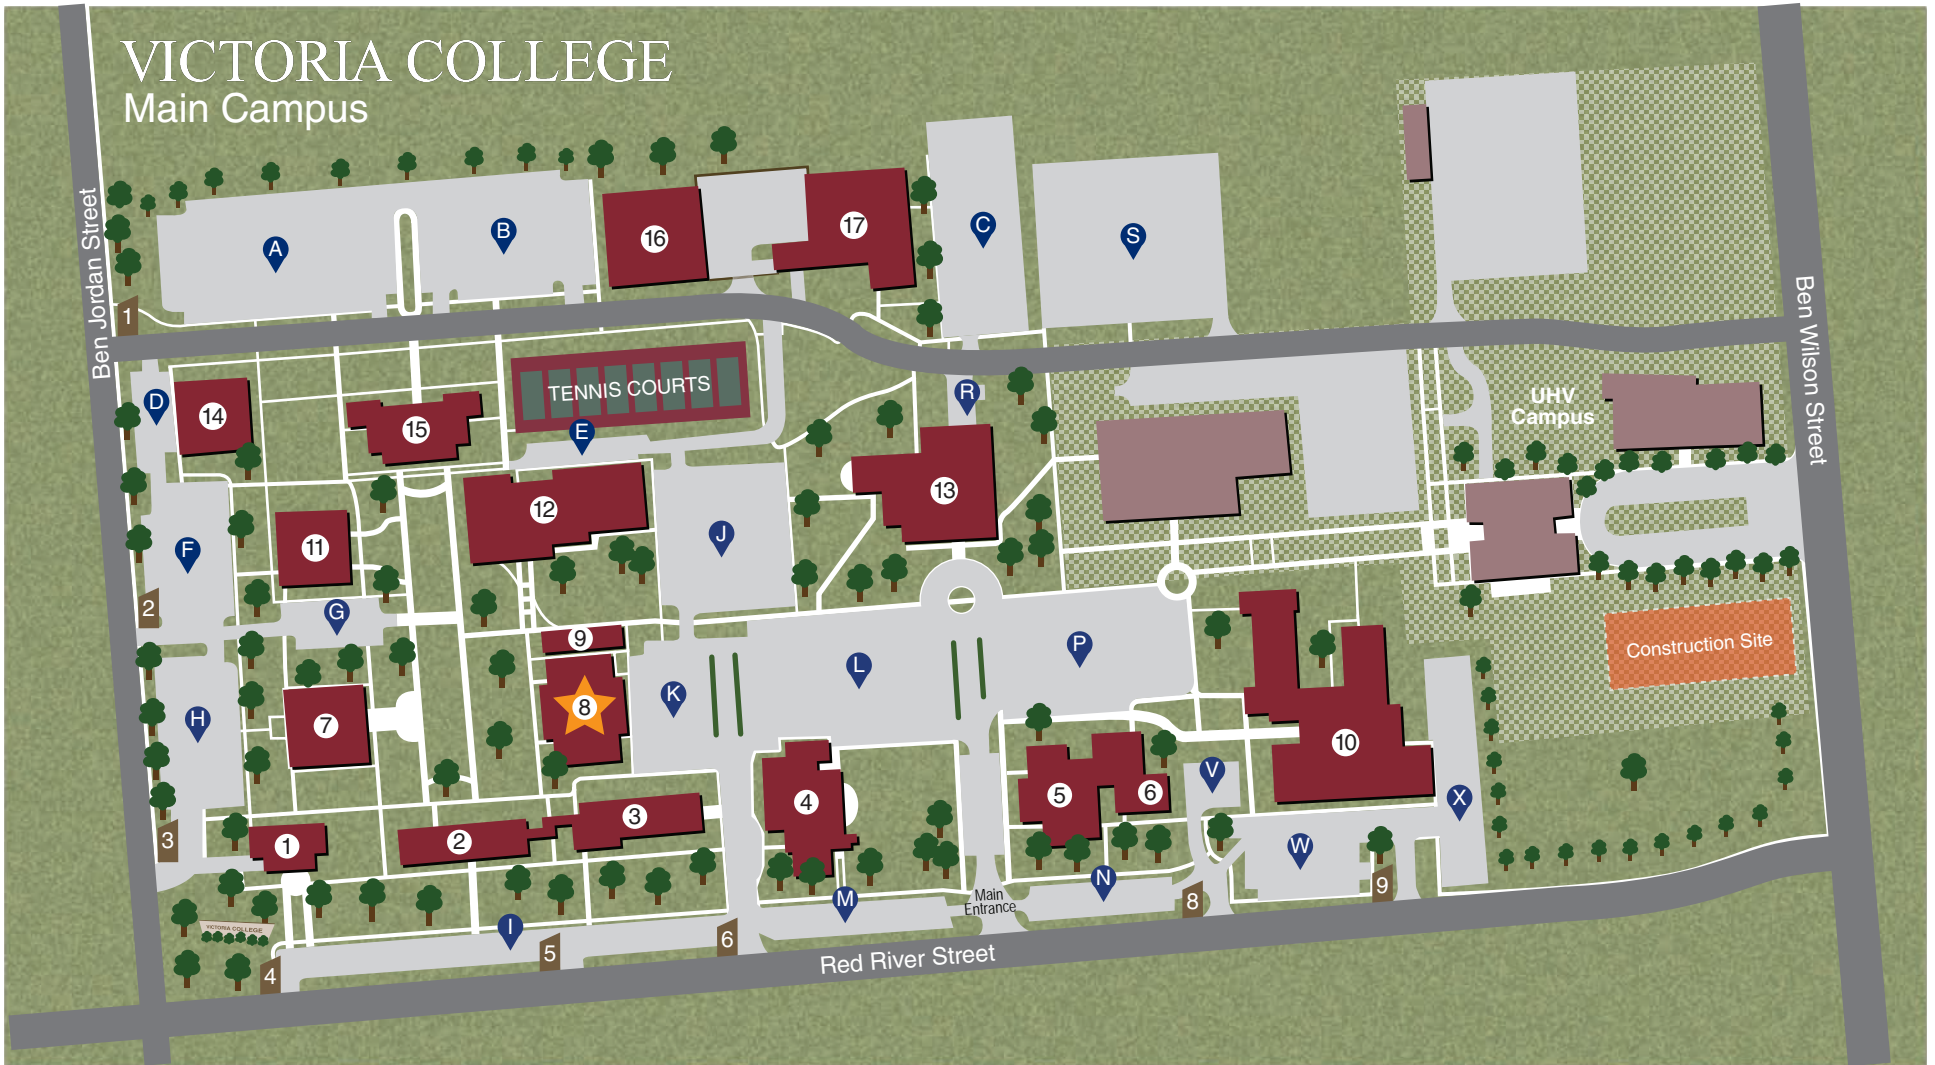 VICTORIA COLLEGE
Main Campus
Ben Jordan Street
Ben Wilson Street
A
B
16
17
C
S
1
D
14
15
TENNIS COURTS
E
R
UHV
Campus
13
12
J
11
F
2
G
9
8
K
L
P
Construction Site
H
7
10
V
X
5
6
4
3
2
1
3
W
9
8
N
M
Main
Entrance
VICTORIA COLLEGE
I
5
6
4
Red River Street